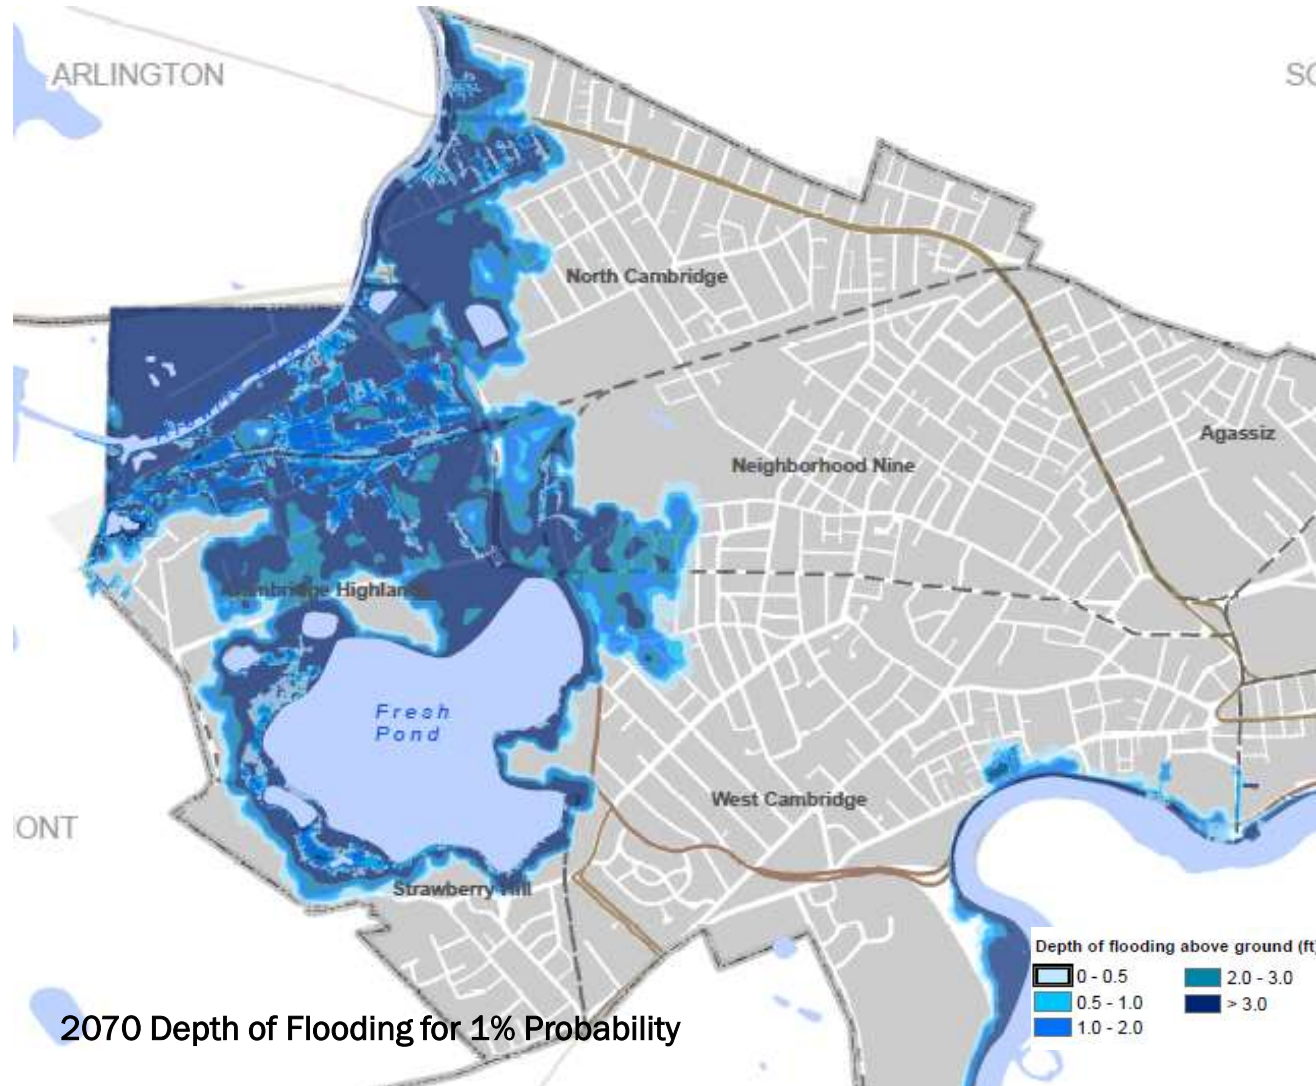 ARLINGTON
SO
North Cambridge
Agassiz
Neighborhood Nine
Cambridge Highlands
Fresh
Pond
West Cambridge
ONT
Strawberry Hill
Depth of flooding above ground (ft)
0 - 0.5
2.0 - 3.0
0.5 - 1.0
> 3.0
1.0 - 2.0
2070 Depth of Flooding for 1% Probability